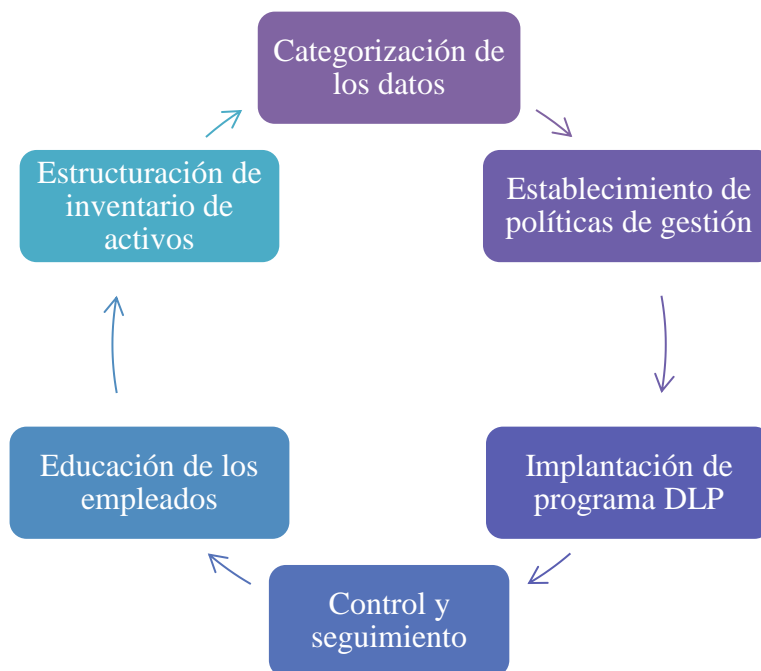 Categorización de
los datos
Establecimiento de
políticas de gestión
Implantación de
programa DLP
Control y
seguimiento
Educación de los
empleados
Estructuración de
inventario de
activos